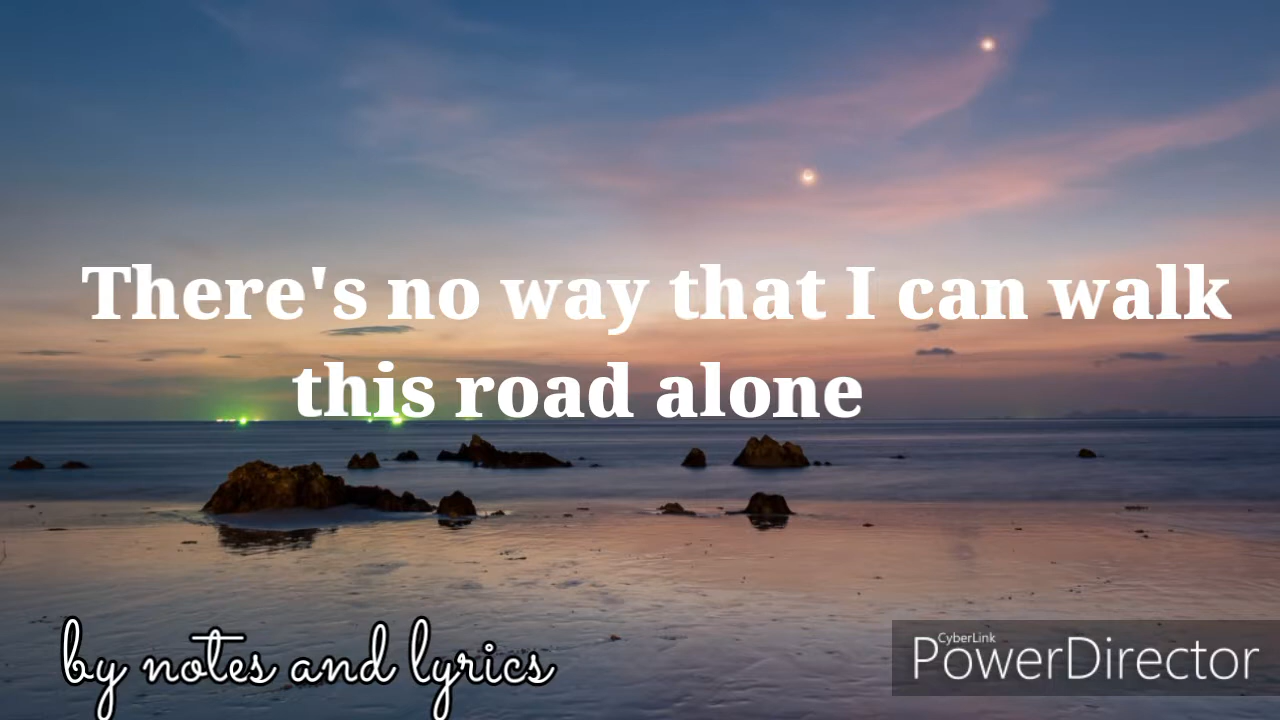 There's no way that I can walk
this road alone
by notes and lyrics
CyberLink
PowerDirector